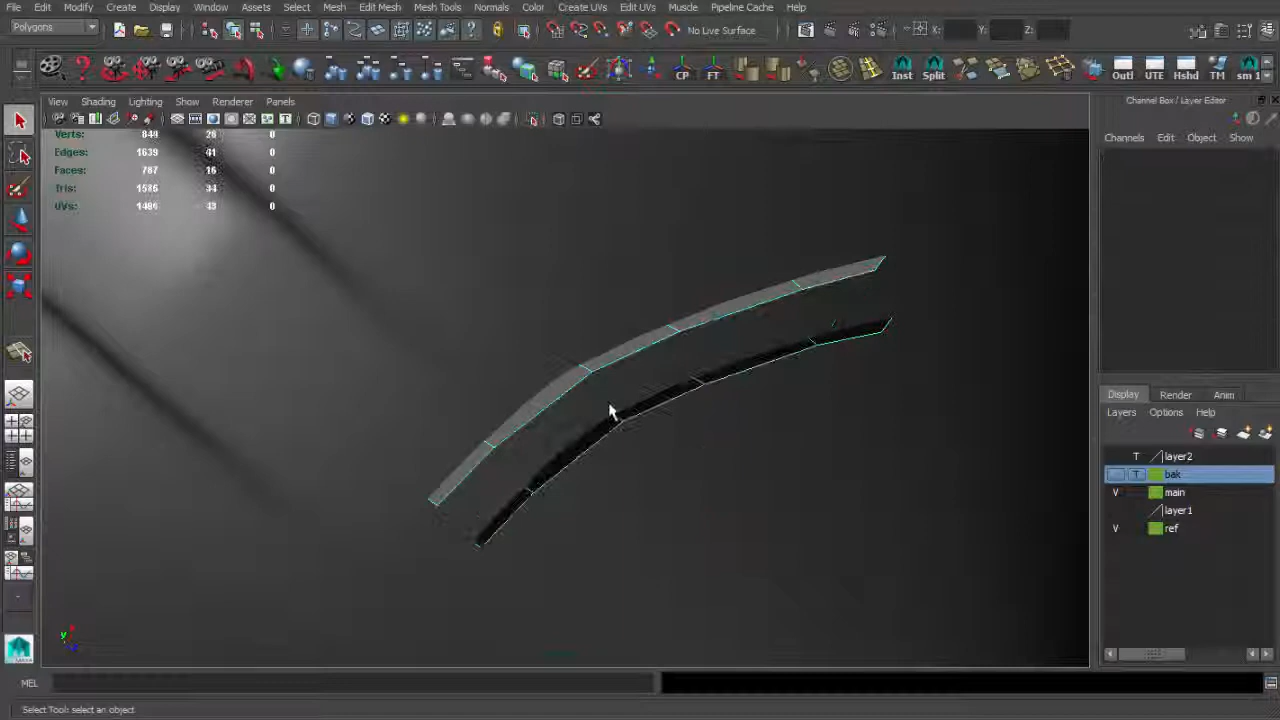 File Edit Modify Create Display Window Assets Select Mesh Edit Mesh Mesh Tools Normals Color Create UVs Edit UVs Muscle Pipeline Cache Help
Polygons No Live Surface X: Y: Z:
CP FT Inst Split Outl UTE Hshd TM sm 1
View Shading Lighting Show Renderer Panels
Channel Box / Layer Editor
Channels Edit Object Show
Verts: 849 28 0
Edges: 1639 41 0
Faces: 787 16 0
Tris: 1586 34 0
UVs: 1486 43 0
Display Render Anim
Layers Options Help
T layer2
T bak
V main
layer1
V ref
y
MEL
Select Tool: select an object